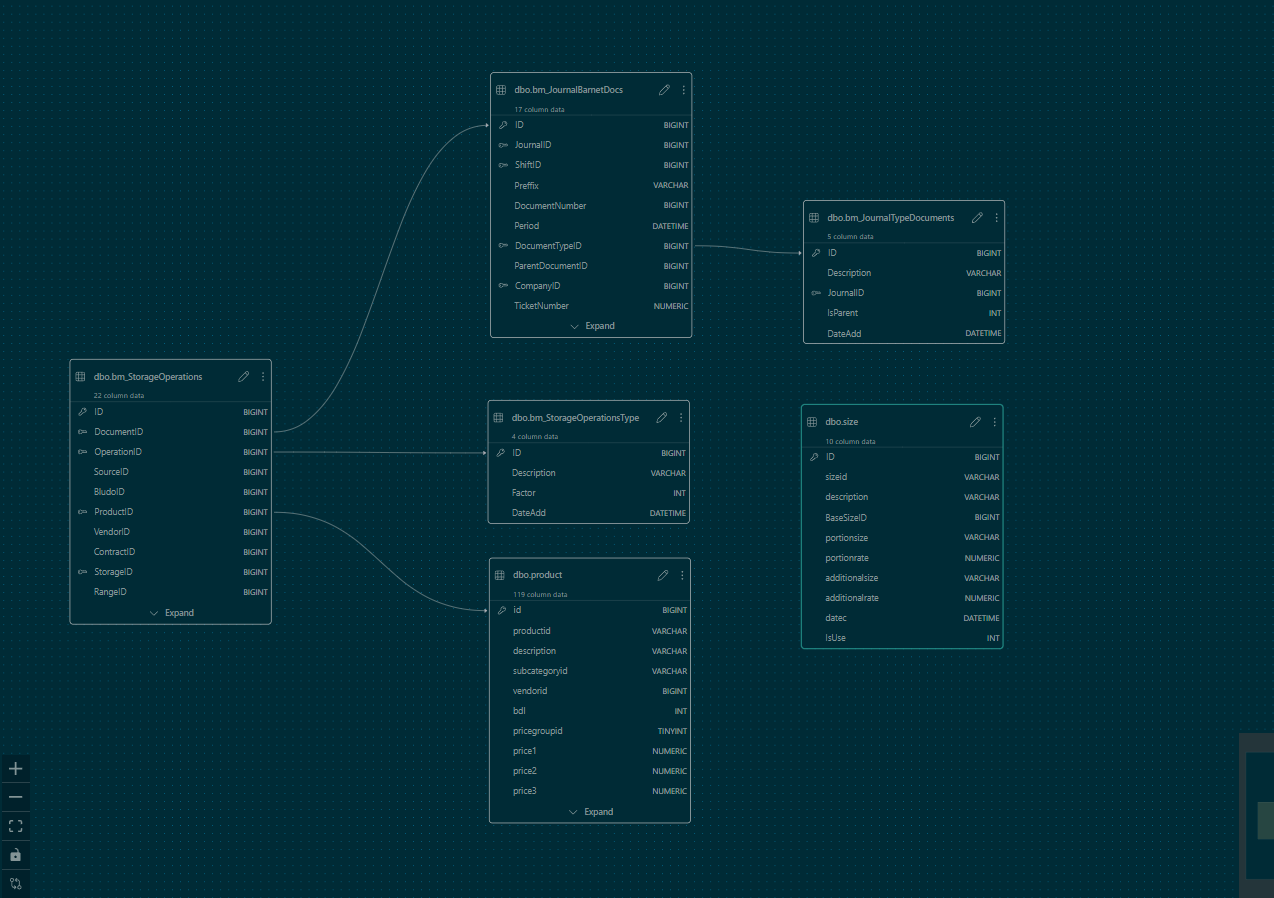 dbo.bm_JournalBarnetDocs
17 column data
ID BIGINT
JournalID BIGINT
ShiftID BIGINT
Preffix VARCHAR
DocumentNumber BIGINT
Period DATETIME
DocumentTypeID BIGINT
ParentDocumentID BIGINT
CompanyID BIGINT
TicketNumber NUMERIC
Expand
dbo.bm_JournalTypeDocuments
5 column data
ID BIGINT
Description VARCHAR
JournalID BIGINT
IsParent INT
DateAdd DATETIME
dbo.bm_StorageOperations
22 column data
ID BIGINT
DocumentID BIGINT
OperationID BIGINT
SourceID BIGINT
BludoID BIGINT
ProductID BIGINT
VendorID BIGINT
ContractID BIGINT
StorageID BIGINT
RangeID BIGINT
Expand
dbo.bm_StorageOperationsType
4 column data
ID BIGINT
Description VARCHAR
Factor INT
DateAdd DATETIME
dbo.size
10 column data
ID BIGINT
sizeid VARCHAR
description VARCHAR
BaseSizeID BIGINT
portionsize VARCHAR
portionrate NUMERIC
additionalsize VARCHAR
additionalrate NUMERIC
datec DATETIME
IsUse INT
dbo.product
119 column data
id BIGINT
productid VARCHAR
description VARCHAR
subcategoryid VARCHAR
vendorid BIGINT
bdl INT
pricegroupid TINYINT
price1 NUMERIC
price2 NUMERIC
price3 NUMERIC
Expand